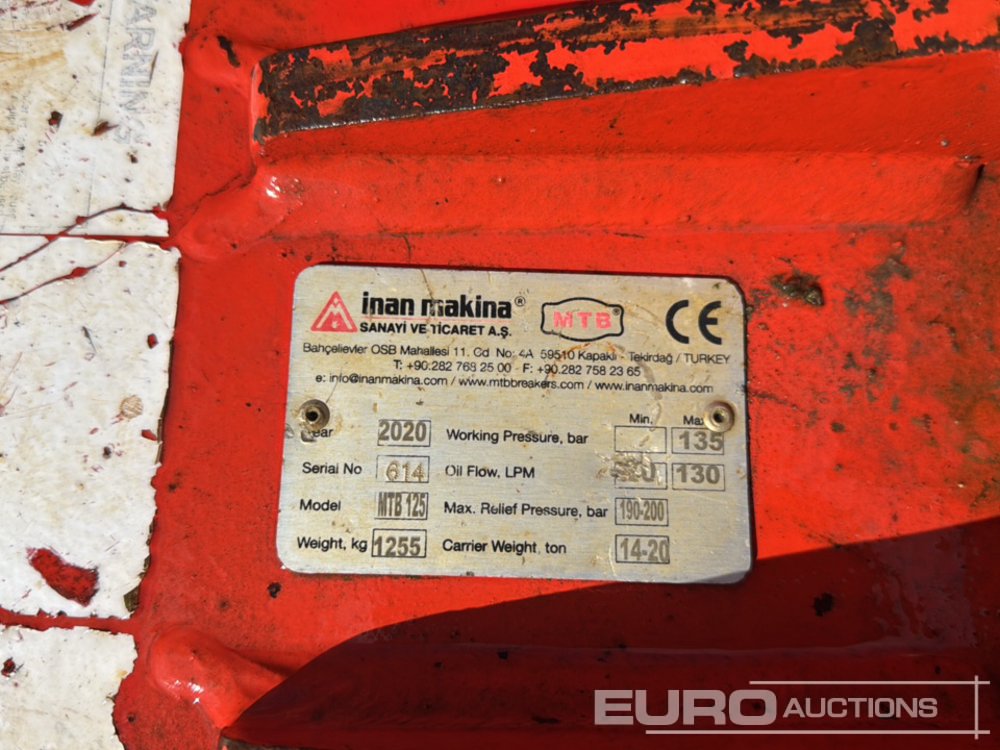 inan makina®
SANAYİ VE TİCARET A.Ş.
MTB®
CE
Bahçelievler OSB Mahallesi 11. Cd No: 4A 59510 Kapaklı - Tekirdağ / TURKEY
T: +90.282 768 25 00 - F: +90.282 758 23 65
e: info@inanmakina.com / www.mtbbreakers.com / www.inanmakina.com
Min. Max
Year 2020 Working Pressure, bar 135
Serial No 614 Oil Flow, LPM 130
Model MTB 125 Max. Relief Pressure, bar 190-200
Weight, kg 1255 Carrier Weight, ton 14-20
EURO AUCTIONS